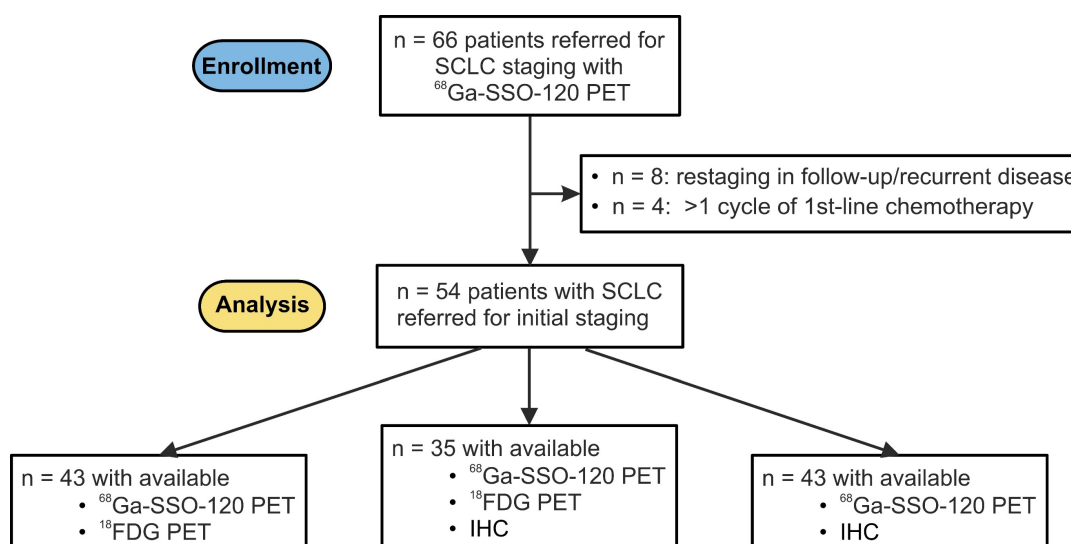 Enrollment
n = 66 patients referred for
SCLC staging with
⁶⁸Ga-SSO-120 PET
• n = 8: restaging in follow-up/recurrent disease
• n = 4: >1 cycle of 1st-line chemotherapy
Analysis
n = 54 patients with SCLC
referred for initial staging
n = 43 with available
• ⁶⁸Ga-SSO-120 PET
• ¹⁸FDG PET
n = 35 with available
• ⁶⁸Ga-SSO-120 PET
• ¹⁸FDG PET
• IHC
n = 43 with available
• ⁶⁸Ga-SSO-120 PET
• IHC